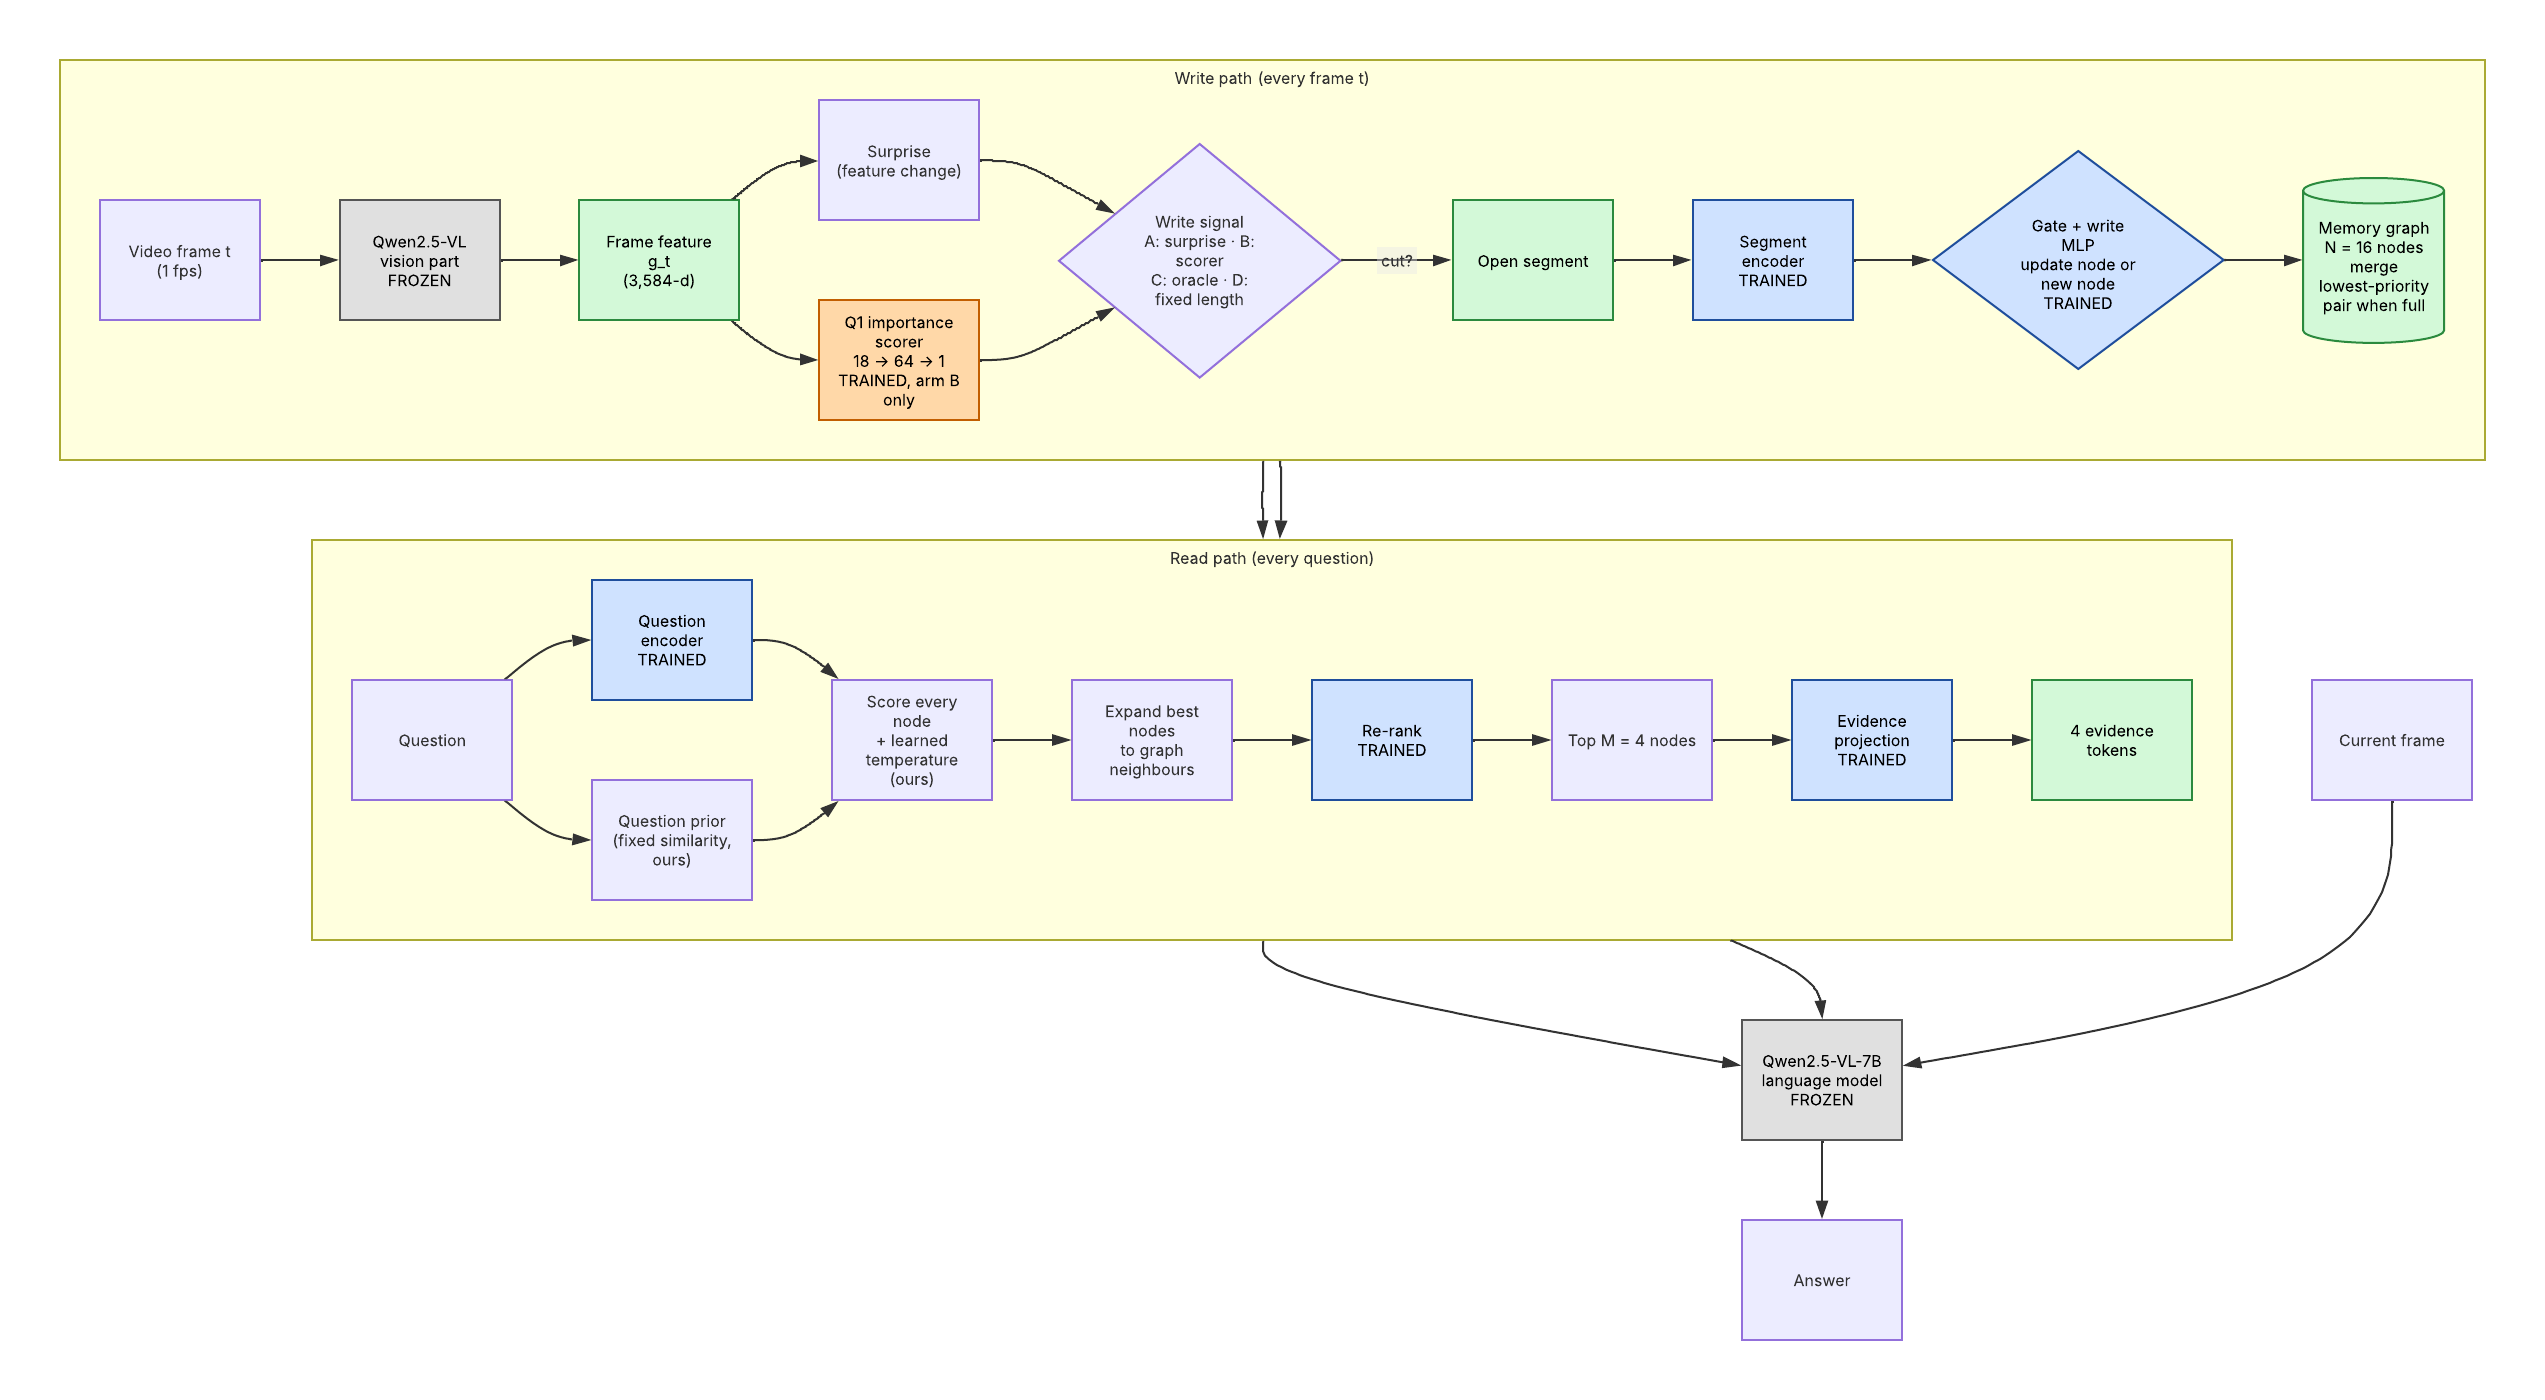 Write path (every frame t)
Video frame t
(1 fps)
Qwen2.5-VL
vision part
FROZEN
Frame feature
g_t
(3,584-d)
Surprise
(feature change)
Q1 importance
scorer
18 → 64 → 1
TRAINED, arm B
only
Write signal
A: surprise · B:
scorer
C: oracle · D:
fixed length
cut?
Open segment
Segment
encoder
TRAINED
Gate + write
MLP
update node or
new node
TRAINED
Memory graph
N = 16 nodes
merge
lowest-priority
pair when full
Read path (every question)
Question
Question
encoder
TRAINED
Question prior
(fixed similarity,
ours)
Score every
node
+ learned
temperature
(ours)
Expand best
nodes
to graph
neighbours
Re-rank
TRAINED
Top M = 4 nodes
Evidence
projection
TRAINED
4 evidence
tokens
Current frame
Qwen2.5-VL-7B
language model
FROZEN
Answer